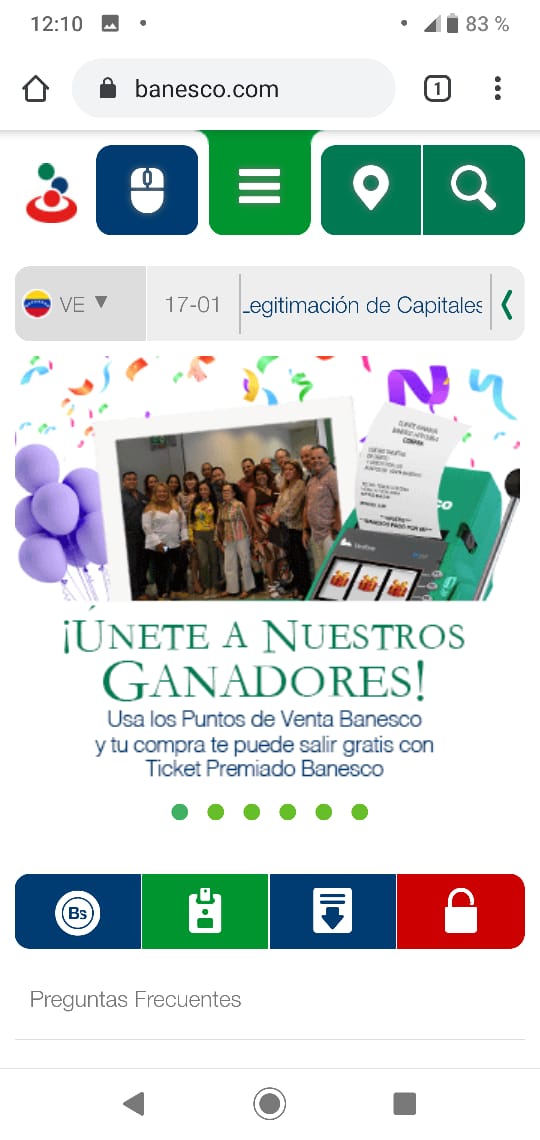 12:10
83 %
banesco.com
1
VE
17-01
Legitimación de Capitales
¡ÚNETE A NUESTROS
GANADORES!
Usa los Puntos de Venta Banesco
y tu compra te puede salir gratis con
Ticket Premiado Banesco
Bs
Preguntas Frecuentes